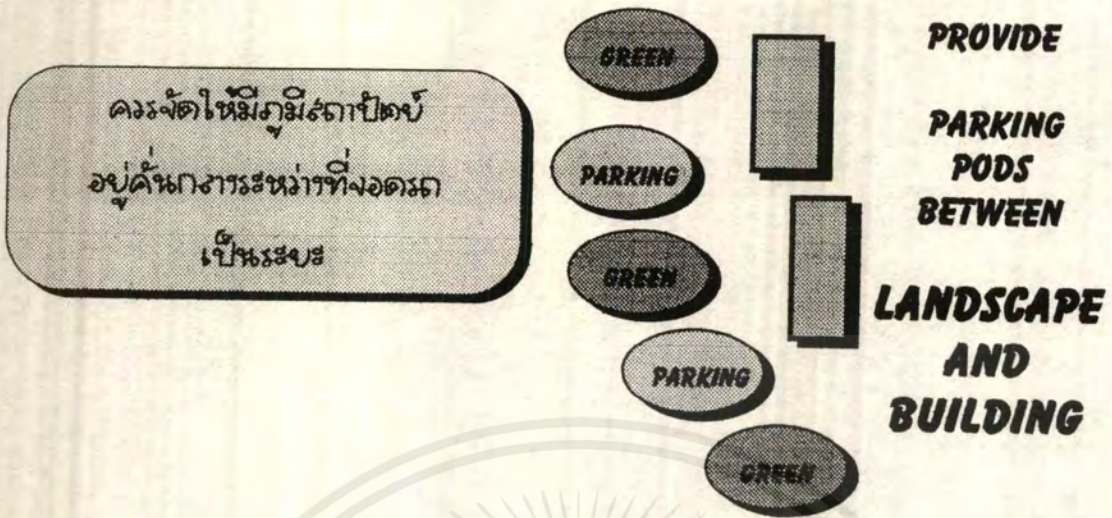 ควรจัดให้มีภูมิสถาปัตย์
อยู่คั่นกลางระหว่างที่จอดรถ
เป็นระยะ
GREEN
PARKING
GREEN
PARKING
GREEN
PROVIDE
PARKING
PODS
BETWEEN
LANDSCAPE
AND
BUILDING